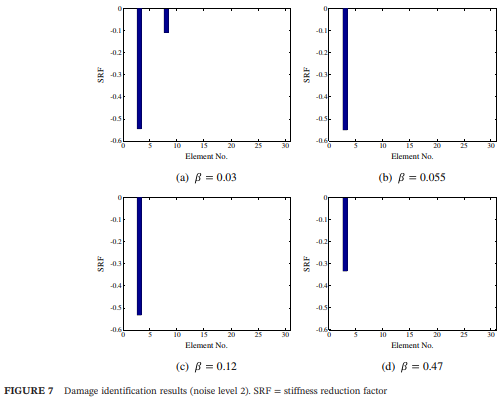 0
-0.1
-0.2
-0.3
-0.4
-0.5
-0.6
SRF
0 5 10 15 20 25 30
Element No.
(a) β = 0.03
0
-0.1
-0.2
-0.3
-0.4
-0.5
-0.6
SRF
0 5 10 15 20 25 30
Element No.
(b) β = 0.055
0
-0.1
-0.2
-0.3
-0.4
-0.5
-0.6
SRF
0 5 10 15 20 25 30
Element No.
(c) β = 0.12
0
-0.1
-0.2
-0.3
-0.4
-0.5
-0.6
SRF
0 5 10 15 20 25 30
Element No.
(d) β = 0.47
FIGURE 7 Damage identification results (noise level 2). SRF = stiffness reduction factor